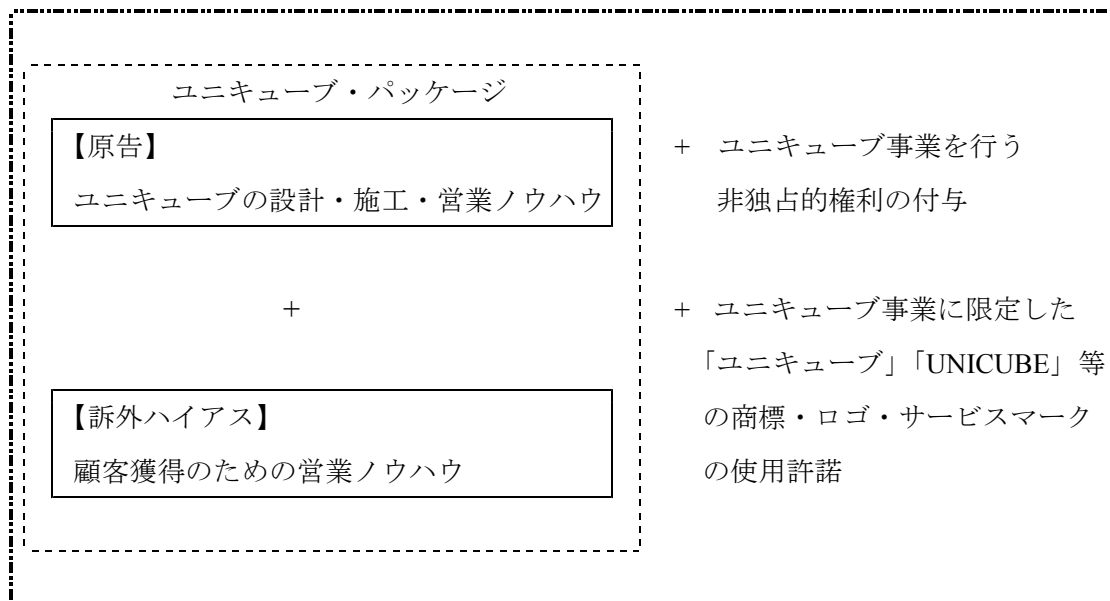 ユニキューブ・パッケージ
【原告】
ユニキューブの設計・施工・営業ノウハウ
+
【訴外ハイアス】
顧客獲得のための営業ノウハウ
+ ユニキューブ事業を行う
非独占的権利の付与
+ ユニキューブ事業に限定した
「ユニキューブ」「UNICUBE」等
の商標・ロゴ・サービスマーク
の使用許諾